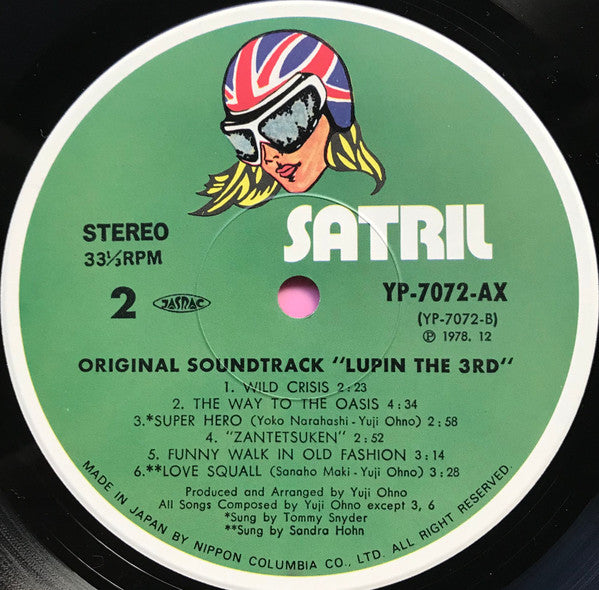 SATRIL
STEREO
33⅓RPM
2
JASRAC
YP-7072-AX
(YP-7072-B)
Ⓟ 1978. 12
ORIGINAL SOUNDTRACK "LUPIN THE 3RD"
1. WILD CRISIS 2:23
2. THE WAY TO THE OASIS 4:34
3.*SUPER HERO (Yoko Narahashi - Yuji Ohno) 2:58
4. "ZANTETSUKEN" 2:52
5. FUNNY WALK IN OLD FASHION 3:14
6.**LOVE SQUALL (Sanaho Maki - Yuji Ohno) 3:28
Produced and Arranged by Yuji Ohno
All Songs Composed by Yuji Ohno except 3, 6
*Sung by Tommy Snyder
**Sung by Sandra Hohn
MADE IN JAPAN BY NIPPON COLUMBIA CO., LTD. ALL RIGHT RESERVED.